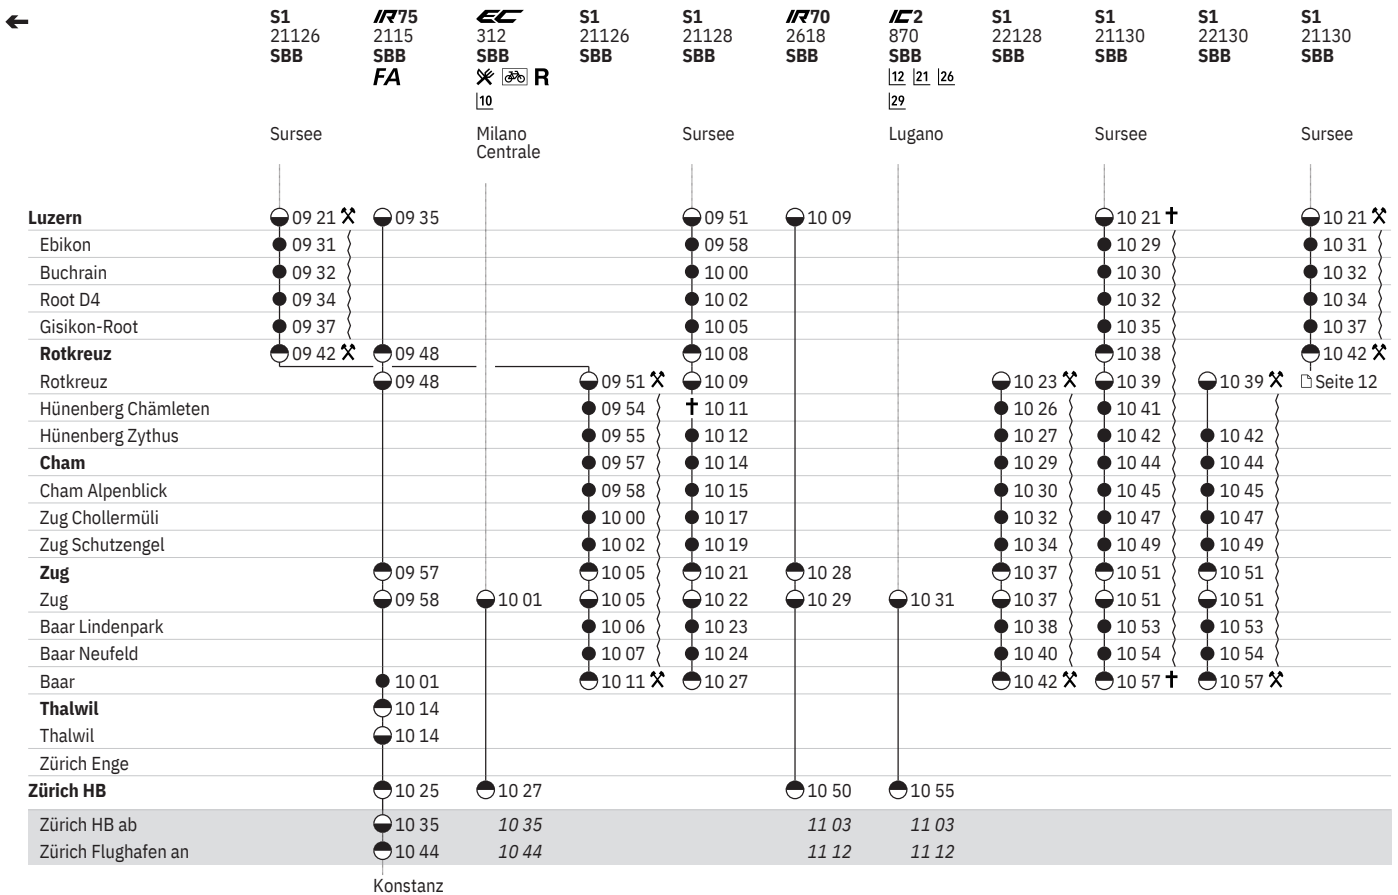 S1 IR75 EC S1 S1 IR70 IC2 S1 S1 S1 S1
21126 2115 312 21126 21128 2618 870 22128 21130 22130 21130
SBB SBB SBB SBB SBB SBB SBB SBB SBB SBB SBB
FA R 12 21 26
10 29
Sursee Milano Sursee Lugano Sursee Sursee
Centrale
Luzern 09 21 09 35 09 51 10 09 10 21 10 21
Ebikon 09 31 09 58 10 29 10 31
Buchrain 09 32 10 00 10 30 10 32
Root D4 09 34 10 02 10 32 10 34
Gisikon-Root 09 37 10 05 10 35 10 37
Rotkreuz 09 42 09 48 10 08 10 38 10 42
Rotkreuz 09 48 09 51 10 09 10 23 10 39 10 39 Seite 12
Hünenberg Chämleten 09 54 10 11 10 26 10 41
Hünenberg Zythus 09 55 10 12 10 27 10 42 10 42
Cham 09 57 10 14 10 29 10 44 10 44
Cham Alpenblick 09 58 10 15 10 30 10 45 10 45
Zug Chollermüli 10 00 10 17 10 32 10 47 10 47
Zug Schutzengel 10 02 10 19 10 34 10 49 10 49
Zug 09 57 10 05 10 21 10 28 10 37 10 51 10 51
Zug 09 58 10 01 10 05 10 22 10 29 10 31 10 37 10 51 10 51
Baar Lindenpark 10 06 10 23 10 38 10 53 10 53
Baar Neufeld 10 07 10 24 10 40 10 54 10 54
Baar 10 01 10 11 10 27 10 42 10 57 10 57
Thalwil 10 14
Thalwil 10 14
Zürich Enge
Zürich HB 10 25 10 27 10 50 10 55
Zürich HB ab 10 35 10 35 11 03 11 03
Zürich Flughafen an 10 44 10 44 11 12 11 12
Konstanz